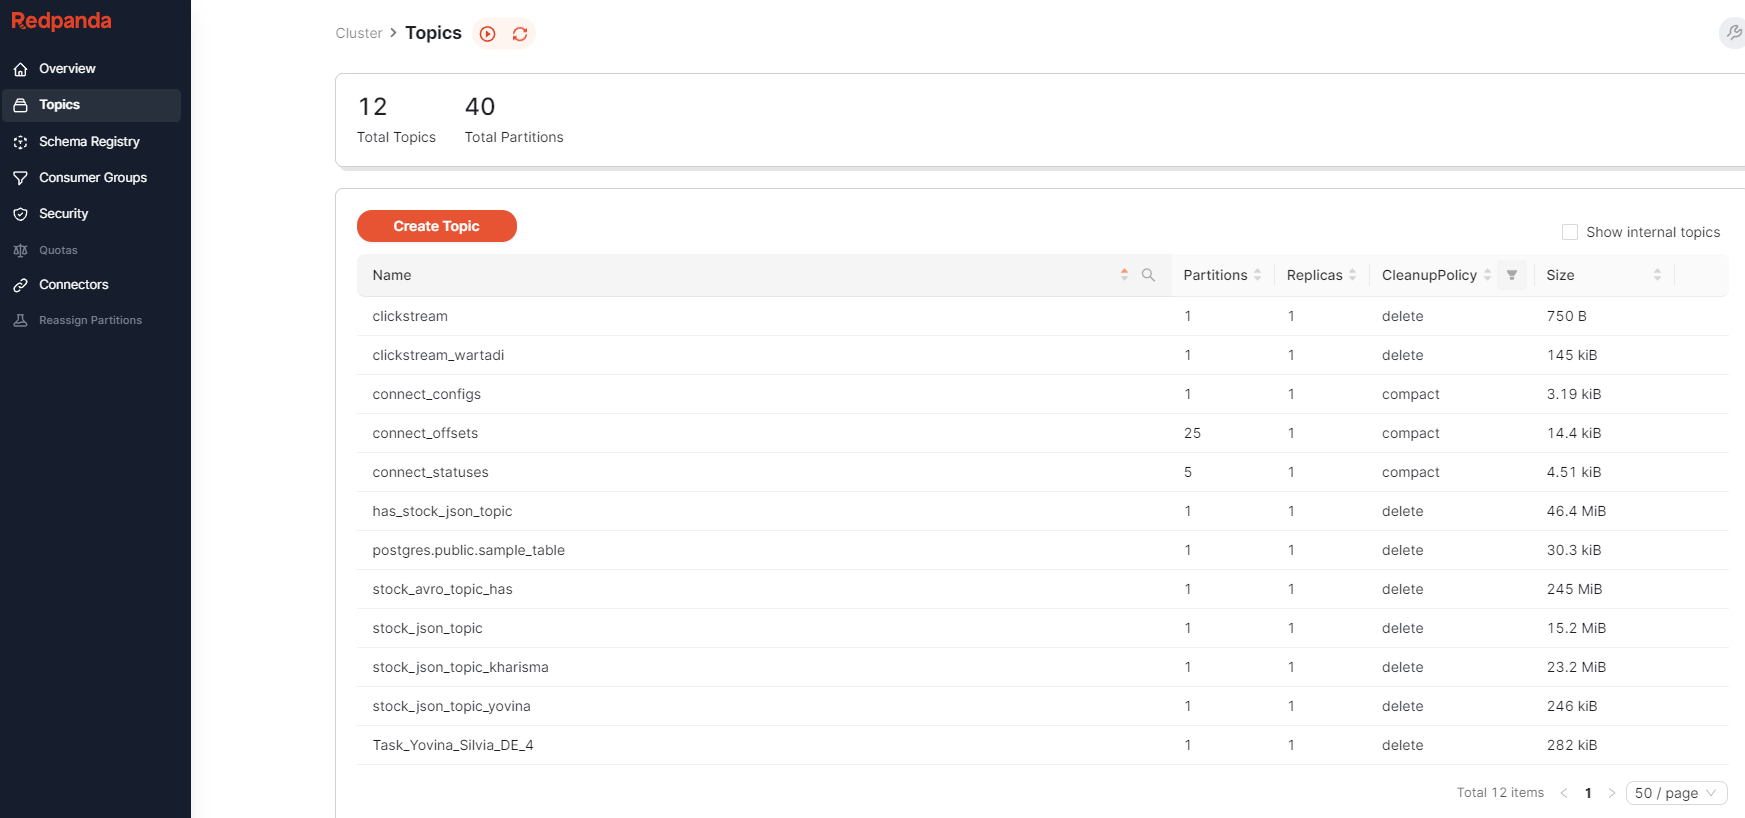 Redpanda
Overview
Topics
Schema Registry
Consumer Groups
Security
Quotas
Connectors
Reassign Partitions
Cluster > Topics
12 40
Total Topics Total Partitions
Create Topic
Show internal topics
Name Partitions Replicas CleanupPolicy Size
clickstream 1 1 delete 750 B
clickstream_wartadi 1 1 delete 145 kiB
connect_configs 1 1 compact 3.19 kiB
connect_offsets 25 1 compact 14.4 kiB
connect_statuses 5 1 compact 4.51 kiB
has_stock_json_topic 1 1 delete 46.4 MiB
postgres.public.sample_table 1 1 delete 30.3 kiB
stock_avro_topic_has 1 1 delete 245 MiB
stock_json_topic 1 1 delete 15.2 MiB
stock_json_topic_kharisma 1 1 delete 23.2 MiB
stock_json_topic_yovina 1 1 delete 246 kiB
Task_Yovina_Silvia_DE_4 1 1 delete 282 kiB
Total 12 items < 1 > 50 / page